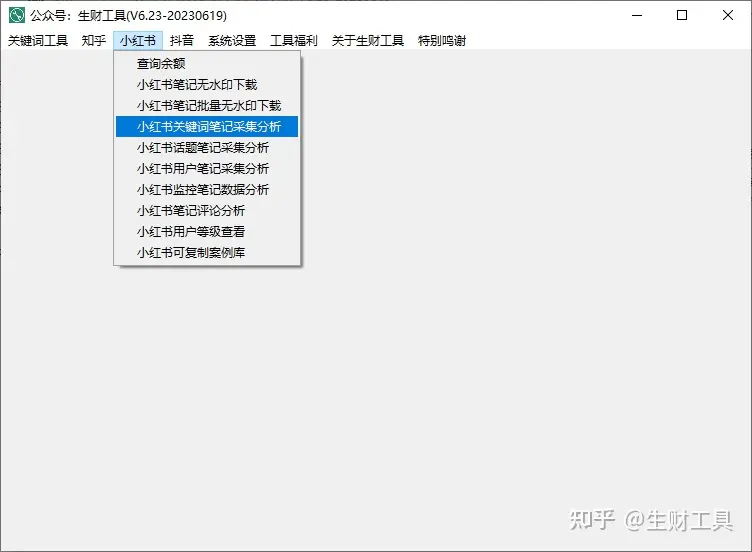 公众号：生财工具(V6.23-20230619)
关键词工具 知乎 小红书 抖音 系统设置 工具福利 关于生财工具 特别鸣谢
查询余额
小红书笔记无水印下载
小红书笔记批量无水印下载
小红书关键词笔记采集分析
小红书话题笔记采集分析
小红书用户笔记采集分析
小红书监控笔记数据分析
小红书笔记评论分析
小红书用户等级查看
小红书可复制案例库
知乎 @生财工具